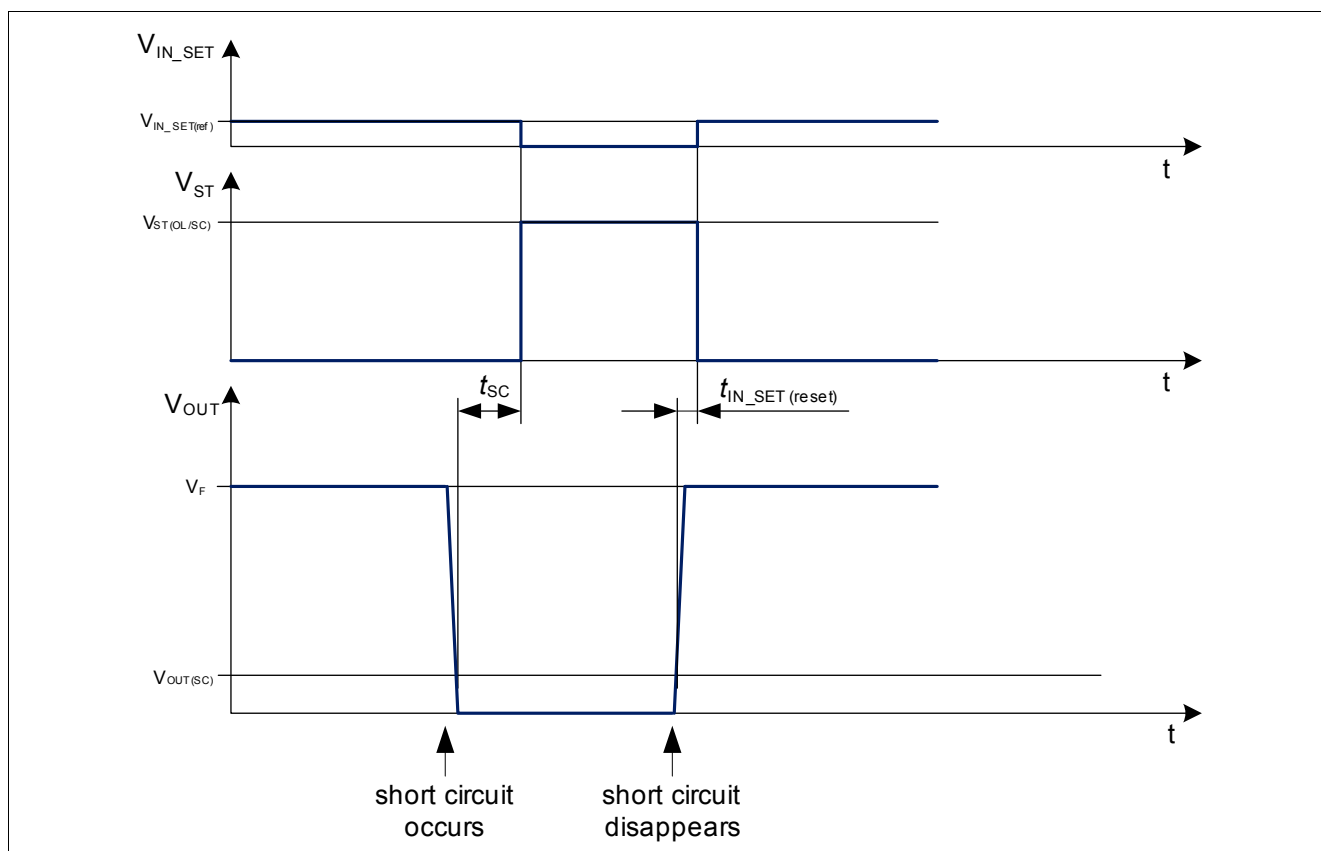 V_IN_SET
V_IN_SET(ref)
t
V_ST
V_ST(OL/SC)
t
t_SC
t_IN_SET(reset)
V_OUT
V_F
V_OUT(SC)
t
short circuit
occurs
short circuit
disappears